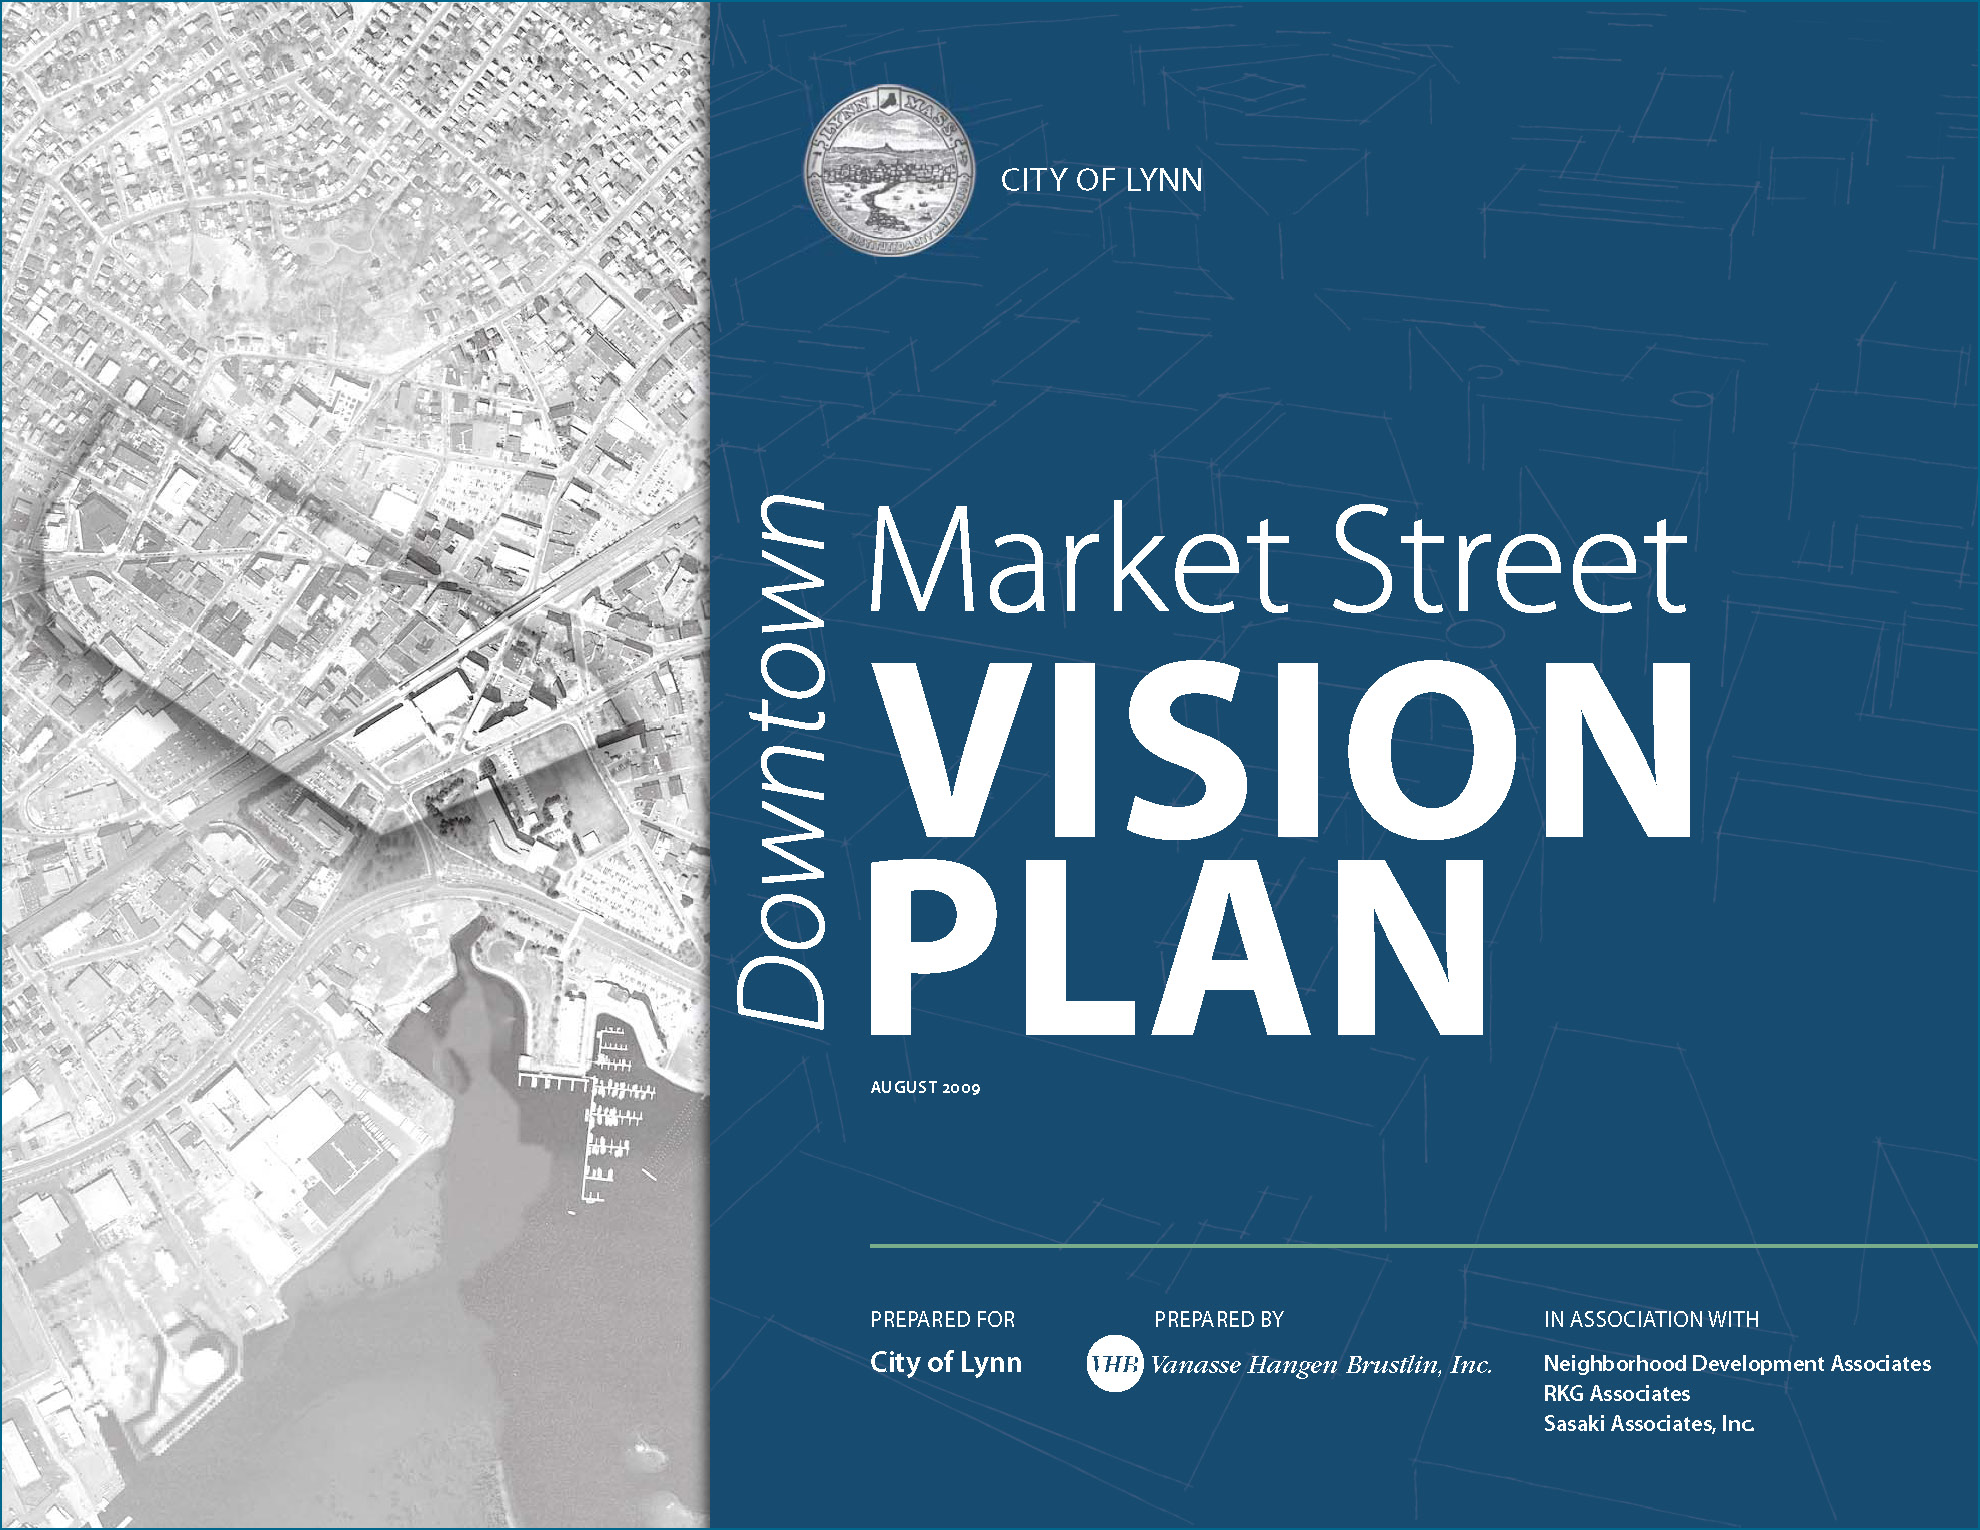 LYNN MASS.
CITY OF LYNN
Downtown
Market Street
VISION
PLAN
AUGUST 2009
PREPARED FOR
City of Lynn
PREPARED BY
VHB Vanasse Hangen Brustlin, Inc.
IN ASSOCIATION WITH
Neighborhood Development Associates
RKG Associates
Sasaki Associates, Inc.